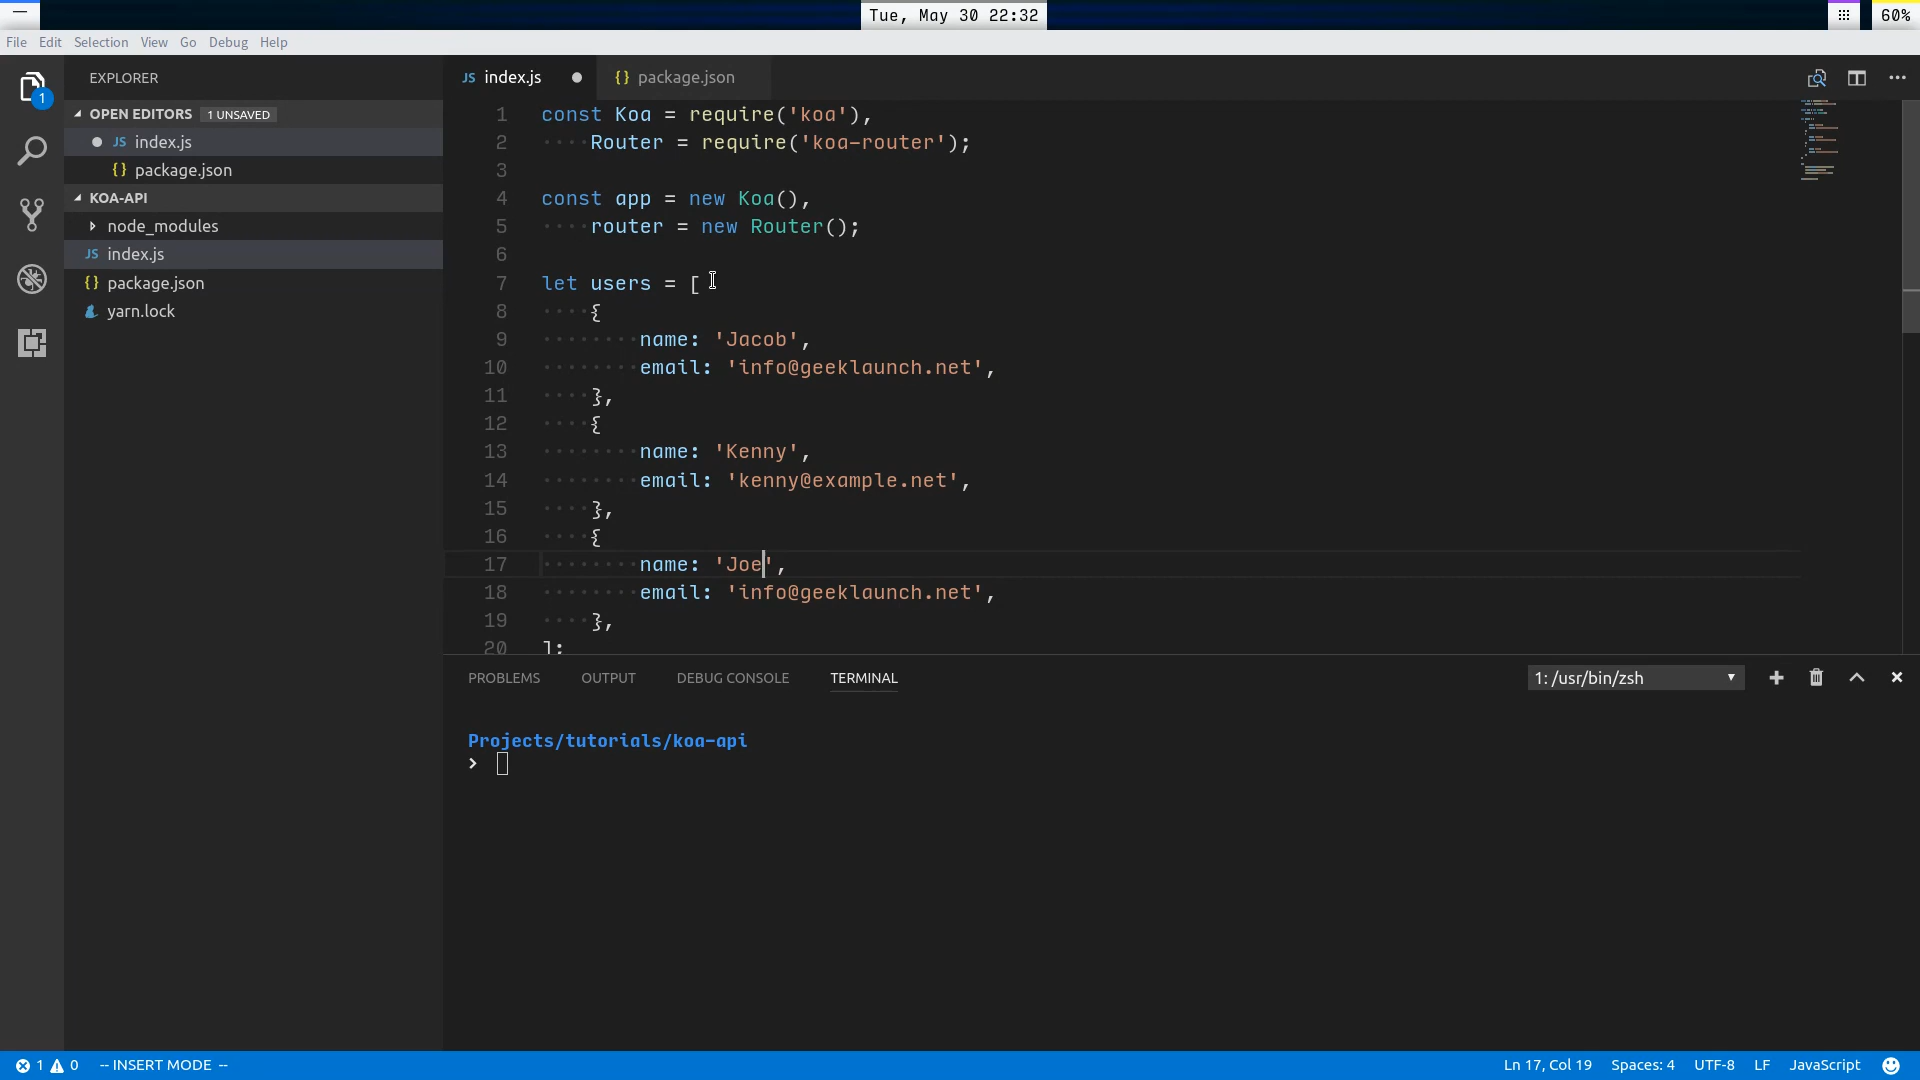 Tue, May 30 22:32
60%
File Edit Selection View Go Debug Help
EXPLORER
OPEN EDITORS 1 UNSAVED
JS index.js
{} package.json
KOA-API
node_modules
JS index.js
{} package.json
yarn.lock
1
JS index.js
{} package.json
1 const Koa = require('koa'),
2 ····Router = require('koa-router');
3
4 const app = new Koa(),
5 ····router = new Router();
6
7 let users = [
8 ····{
9 ········name: 'Jacob',
10 ········email: 'info@geeklaunch.net',
11 ····},
12 ····{
13 ········name: 'Kenny',
14 ········email: 'kenny@example.net',
15 ····},
16 ····{
17 ········name: 'Joe',
18 ········email: 'info@geeklaunch.net',
19 ····},
20 ];
PROBLEMS OUTPUT DEBUG CONSOLE TERMINAL
1: /usr/bin/zsh
Projects/tutorials/koa-api
›
1 0 -- INSERT MODE --
Ln 17, Col 19 Spaces: 4 UTF-8 LF JavaScript